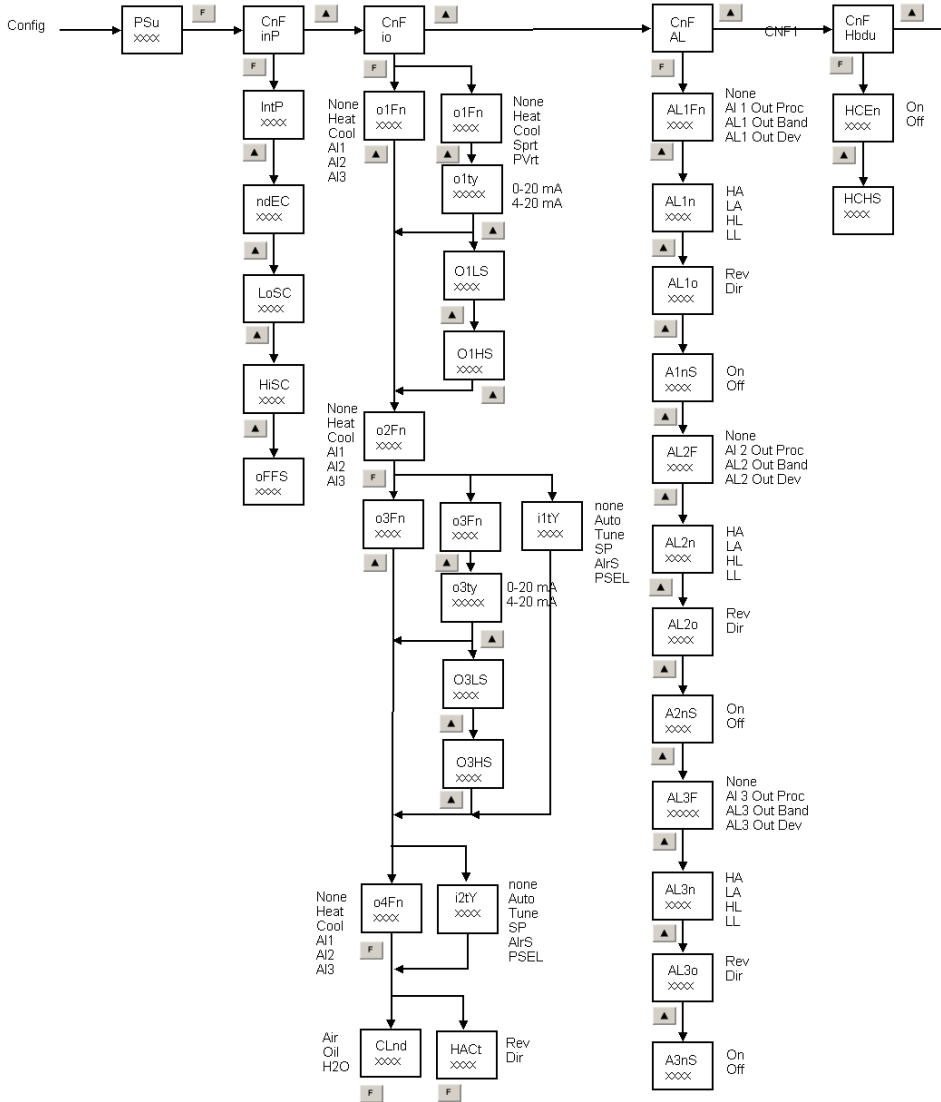 Config
PSu
XXXX
F
CnF
inP
▲
CnF
io
▲
CnF
AL
▲
CNF1
CnF
Hbdu
▲
F
IntP
XXXX
▲
ndEC
XXXX
▲
LoSC
XXXX
▲
HiSC
XXXX
▲
oFFS
XXXX
F
None
Heat
Cool
AI1
AI2
AI3
o1Fn
XXXX
▲
o1Fn
XXXX
▲
None
Heat
Cool
Sprt
PVrt
o1ty
XXXXX
0-20 mA
4-20 mA
▲
O1LS
XXXX
▲
O1HS
XXXX
▲
None
Heat
Cool
AI1
AI2
AI3
o2Fn
XXXX
F
o3Fn
XXXX
▲
o3Fn
XXXX
▲
i1tY
XXXX
none
Auto
Tune
SP
AlrS
PSEL
o3ty
XXXXX
0-20 mA
4-20 mA
▲
O3LS
XXXX
▲
O3HS
XXXX
▲
None
Heat
Cool
AI1
AI2
AI3
o4Fn
XXXX
F
i2tY
XXXX
none
Auto
Tune
SP
AlrS
PSEL
Air
Oil
H2O
CLnd
XXXX
F
HACt
XXXX
F
Rev
Dir
F
AL1Fn
XXXX
▲
None
Al 1 Out Proc
AL1 Out Band
AL1 Out Dev
AL1n
XXXX
▲
HA
LA
HL
LL
AL1o
XXXX
▲
Rev
Dir
A1nS
XXXX
▲
On
Off
AL2F
XXXX
▲
None
Al 2 Out Proc
AL2 Out Band
AL2 Out Dev
AL2n
XXXX
▲
HA
LA
HL
LL
AL2o
XXXX
▲
Rev
Dir
A2nS
XXXX
▲
On
Off
AL3F
XXXXX
▲
None
Al 3 Out Proc
AL3 Out Band
AL3 Out Dev
AL3n
XXXX
▲
HA
LA
HL
LL
AL3o
XXXX
▲
Rev
Dir
A3nS
XXXX
On
Off
F
HCEn
XXXX
▲
On
Off
HCHS
XXXX